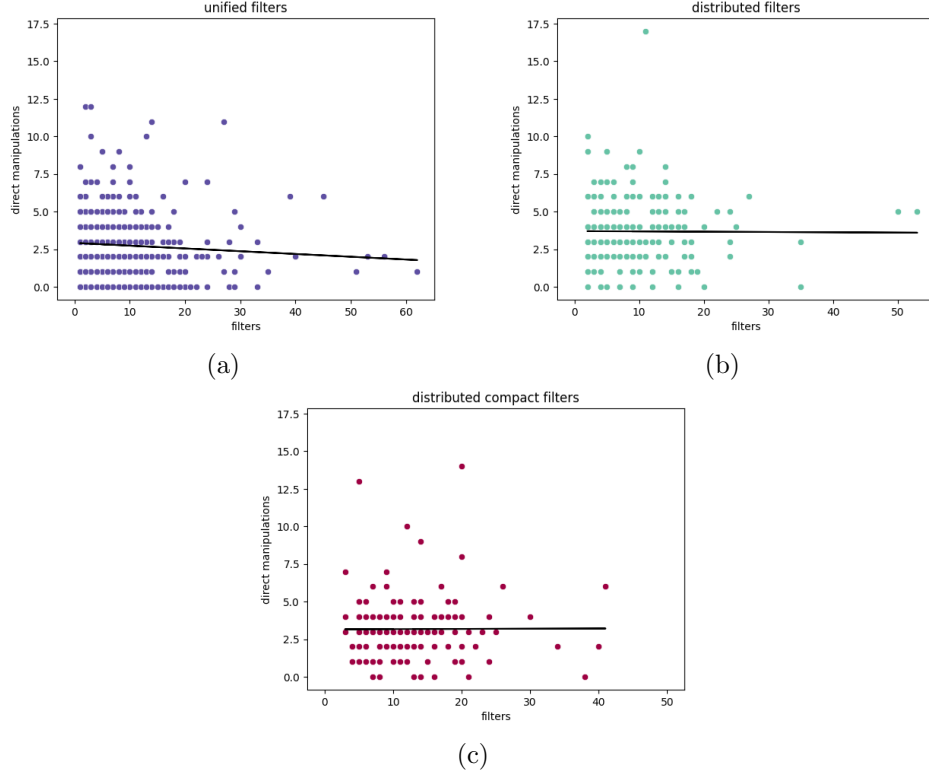 unified filters
17.5
15.0
12.5
10.0
7.5
5.0
2.5
0.0
direct manipulations
0 10 20 30 40 50 60
filters
(a)
distributed filters
17.5
15.0
12.5
10.0
7.5
5.0
2.5
0.0
direct manipulations
0 10 20 30 40 50
filters
(b)
distributed compact filters
17.5
15.0
12.5
10.0
7.5
5.0
2.5
0.0
direct manipulations
0 10 20 30 40 50
filters
(c)